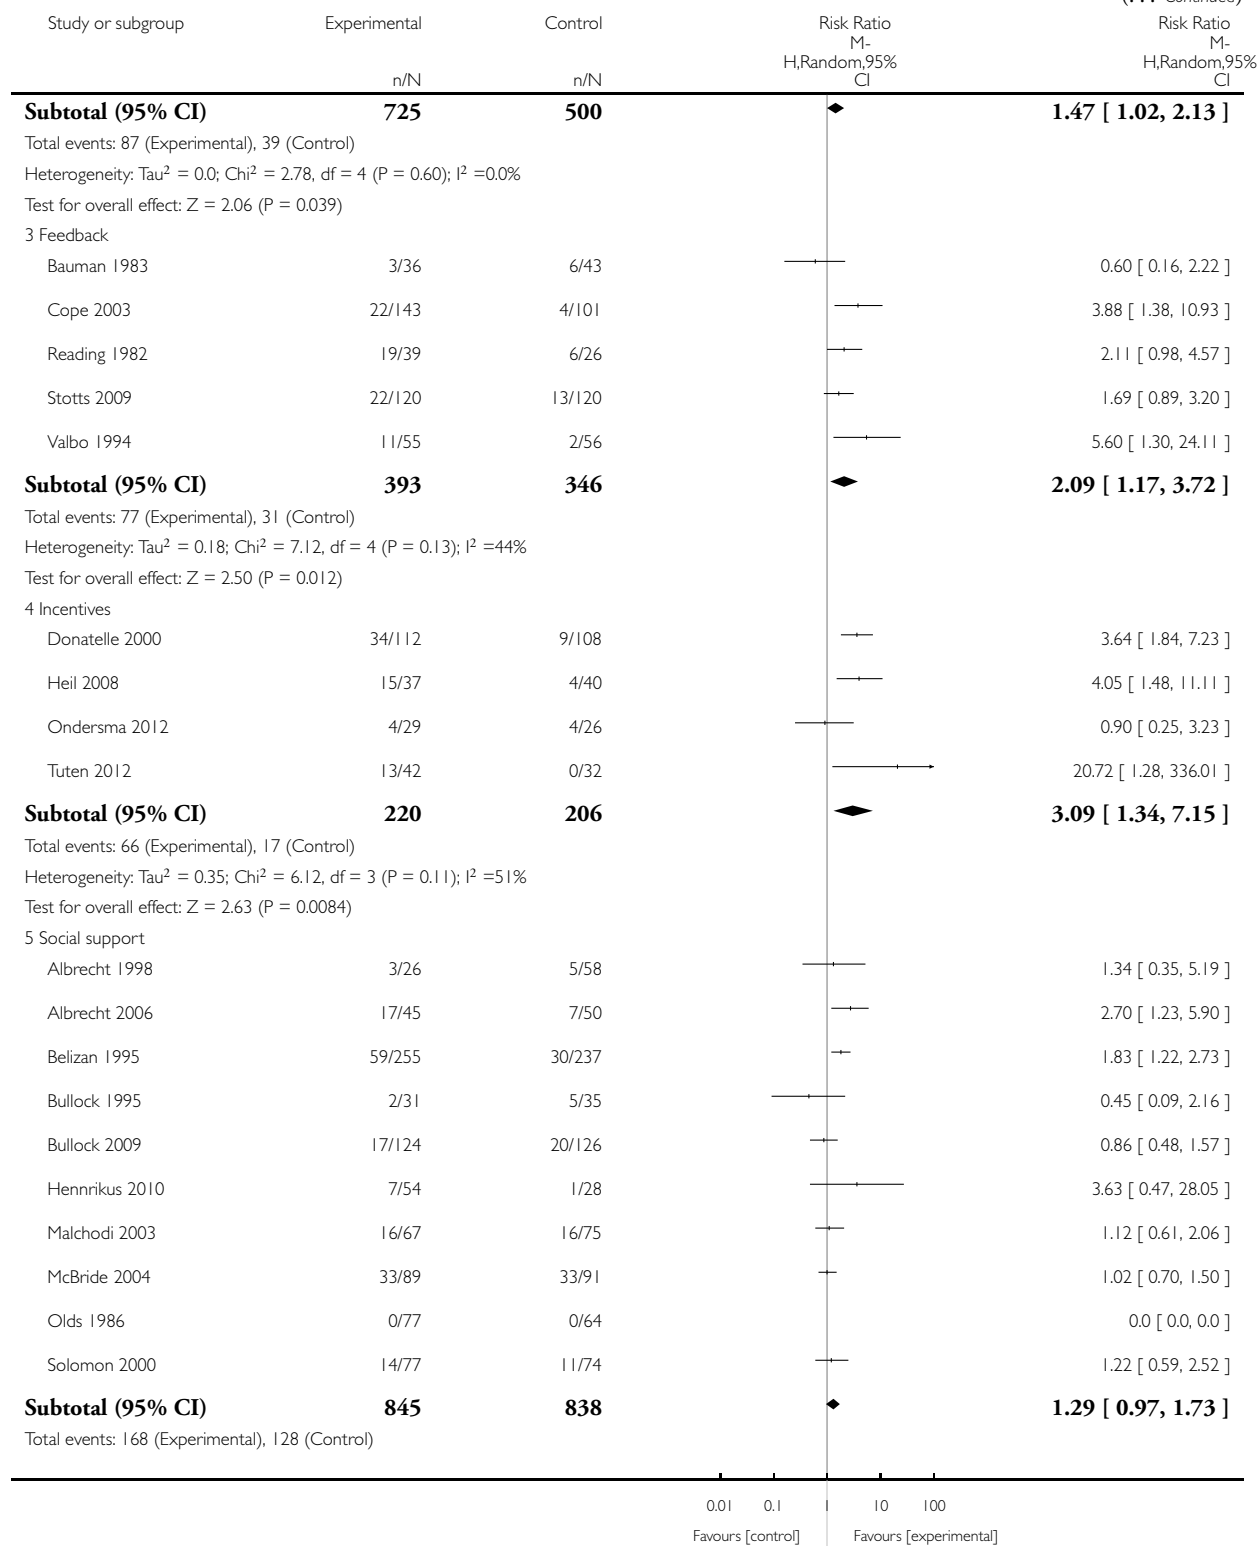 Continued)
Study or subgroup Experimental Control Risk Ratio Risk Ratio
M- M-
H,Random,95% H,Random,95%
n/N n/N CI CI
Subtotal (95% CI) 725 500 1.47 [ 1.02, 2.13 ]
Total events: 87 (Experimental), 39 (Control)
Heterogeneity: Tau² = 0.0; Chi² = 2.78, df = 4 (P = 0.60); I² =0.0%
Test for overall effect: Z = 2.06 (P = 0.039)
3 Feedback
Bauman 1983 3/36 6/43 0.60 [ 0.16, 2.22 ]
Cope 2003 22/143 4/101 3.88 [ 1.38, 10.93 ]
Reading 1982 19/39 6/26 2.11 [ 0.98, 4.57 ]
Stotts 2009 22/120 13/120 1.69 [ 0.89, 3.20 ]
Valbo 1994 11/55 2/56 5.60 [ 1.30, 24.11 ]
Subtotal (95% CI) 393 346 2.09 [ 1.17, 3.72 ]
Total events: 77 (Experimental), 31 (Control)
Heterogeneity: Tau² = 0.18; Chi² = 7.12, df = 4 (P = 0.13); I² =44%
Test for overall effect: Z = 2.50 (P = 0.012)
4 Incentives
Donatelle 2000 34/112 9/108 3.64 [ 1.84, 7.23 ]
Heil 2008 15/37 4/40 4.05 [ 1.48, 11.11 ]
Ondersma 2012 4/29 4/26 0.90 [ 0.25, 3.23 ]
Tuten 2012 13/42 0/32 20.72 [ 1.28, 336.01 ]
Subtotal (95% CI) 220 206 3.09 [ 1.34, 7.15 ]
Total events: 66 (Experimental), 17 (Control)
Heterogeneity: Tau² = 0.35; Chi² = 6.12, df = 3 (P = 0.11); I² =51%
Test for overall effect: Z = 2.63 (P = 0.0084)
5 Social support
Albrecht 1998 3/26 5/58 1.34 [ 0.35, 5.19 ]
Albrecht 2006 17/45 7/50 2.70 [ 1.23, 5.90 ]
Belizan 1995 59/255 30/237 1.83 [ 1.22, 2.73 ]
Bullock 1995 2/31 5/35 0.45 [ 0.09, 2.16 ]
Bullock 2009 17/124 20/126 0.86 [ 0.48, 1.57 ]
Hennrikus 2010 7/54 1/28 3.63 [ 0.47, 28.05 ]
Malchodi 2003 16/67 16/75 1.12 [ 0.61, 2.06 ]
McBride 2004 33/89 33/91 1.02 [ 0.70, 1.50 ]
Olds 1986 0/77 0/64 0.0 [ 0.0, 0.0 ]
Solomon 2000 14/77 11/74 1.22 [ 0.59, 2.52 ]
Subtotal (95% CI) 845 838 1.29 [ 0.97, 1.73 ]
Total events: 168 (Experimental), 128 (Control)
0.01 0.1 1 10 100
Favours [control] Favours [experimental]